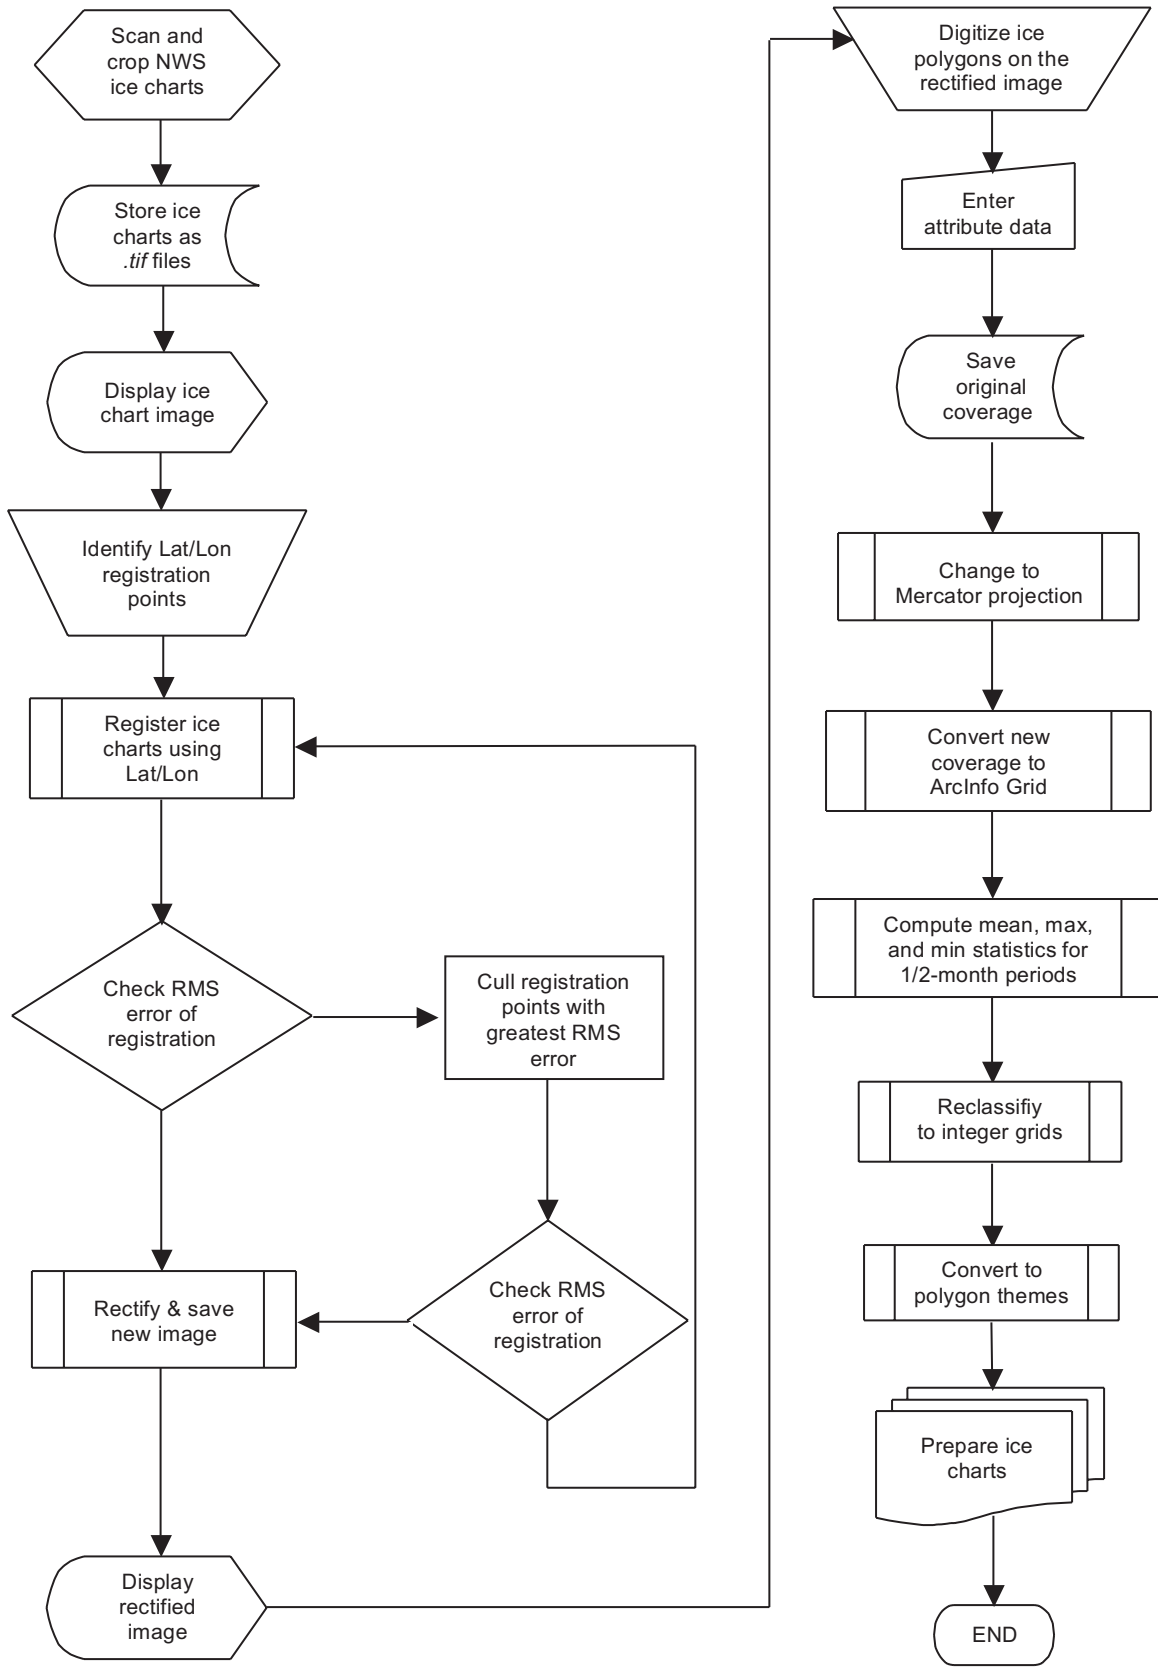 Scan and
crop NWS
ice charts
Store ice
charts as
.tif files
Display ice
chart image
Identify Lat/Lon
registration
points
Register ice
charts using
Lat/Lon
Check RMS
error of
registration
Cull registration
points with
greatest RMS
error
Check RMS
error of
registration
Rectify & save
new image
Display
rectified
image
Digitize ice
polygons on the
rectified image
Enter
attribute data
Save
original
coverage
Change to
Mercator projection
Convert new
coverage to
ArcInfo Grid
Compute mean, max,
and min statistics for
1/2-month periods
Reclassifiy
to integer grids
Convert to
polygon themes
Prepare ice
charts
END